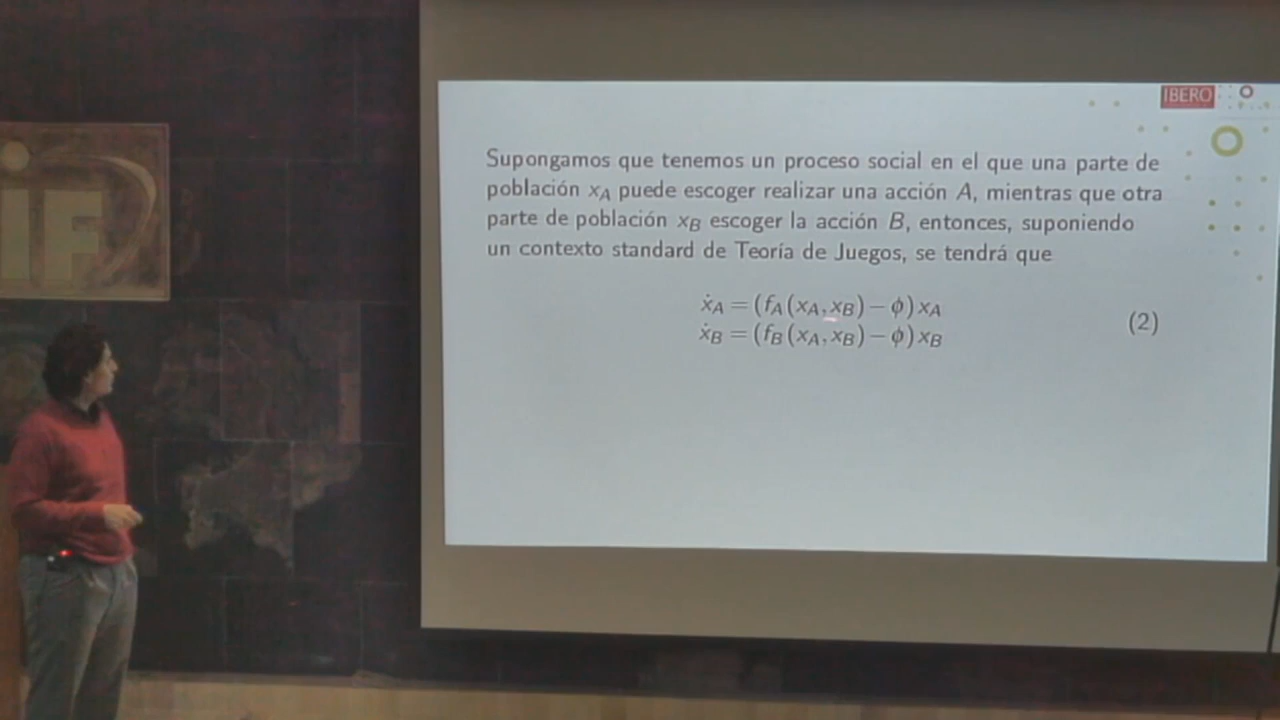 IBERO
Supongamos que tenemos un proceso social en el que una parte de
población x_A puede escoger realizar una acción A, mientras que otra
parte de población x_B escoger la acción B, entonces, suponiendo
un contexto standard de Teoría de Juegos, se tendrá que
ẋ_A = (f_A(x_A, x_B) − ϕ) x_A
ẋ_B = (f_B(x_A, x_B) − ϕ) x_B
(2)
iF